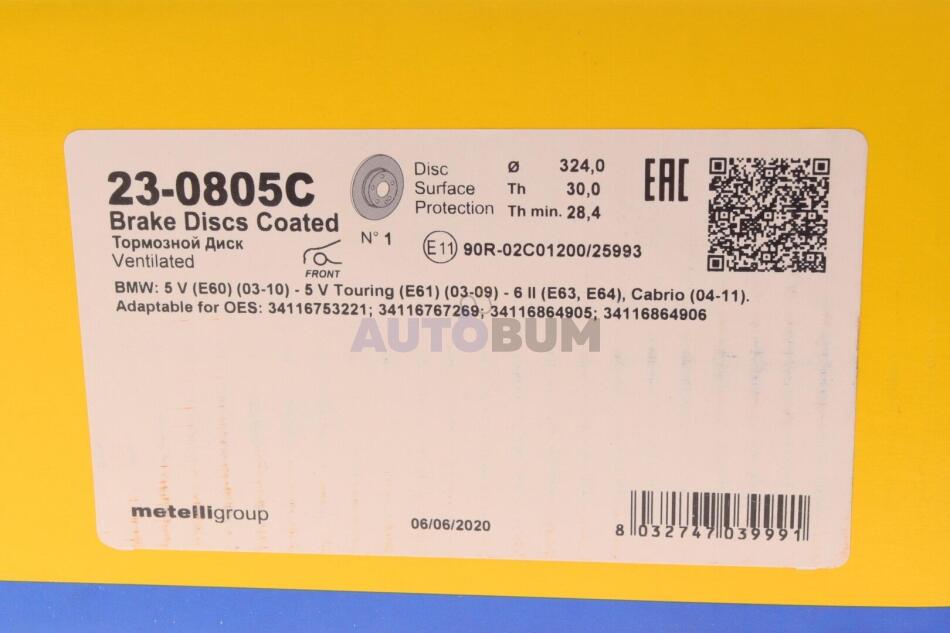 23-0805C
Brake Discs Coated
Тормозной Диск
Ventilated
FRONT
N° 1
Disc Ø 324,0
Surface Th 30,0
Protection Th min. 28,4
E11 90R-02C01200/25993
EAC
BMW: 5 V (E60) (03-10) - 5 V Touring (E61) (03-09) - 6 II (E63, E64), Cabrio (04-11).
Adaptable for OES: 34116753221; 34116767269; 34116864905; 34116864906
AUTOBUM
metelligroup
06/06/2020
8 032747 039991